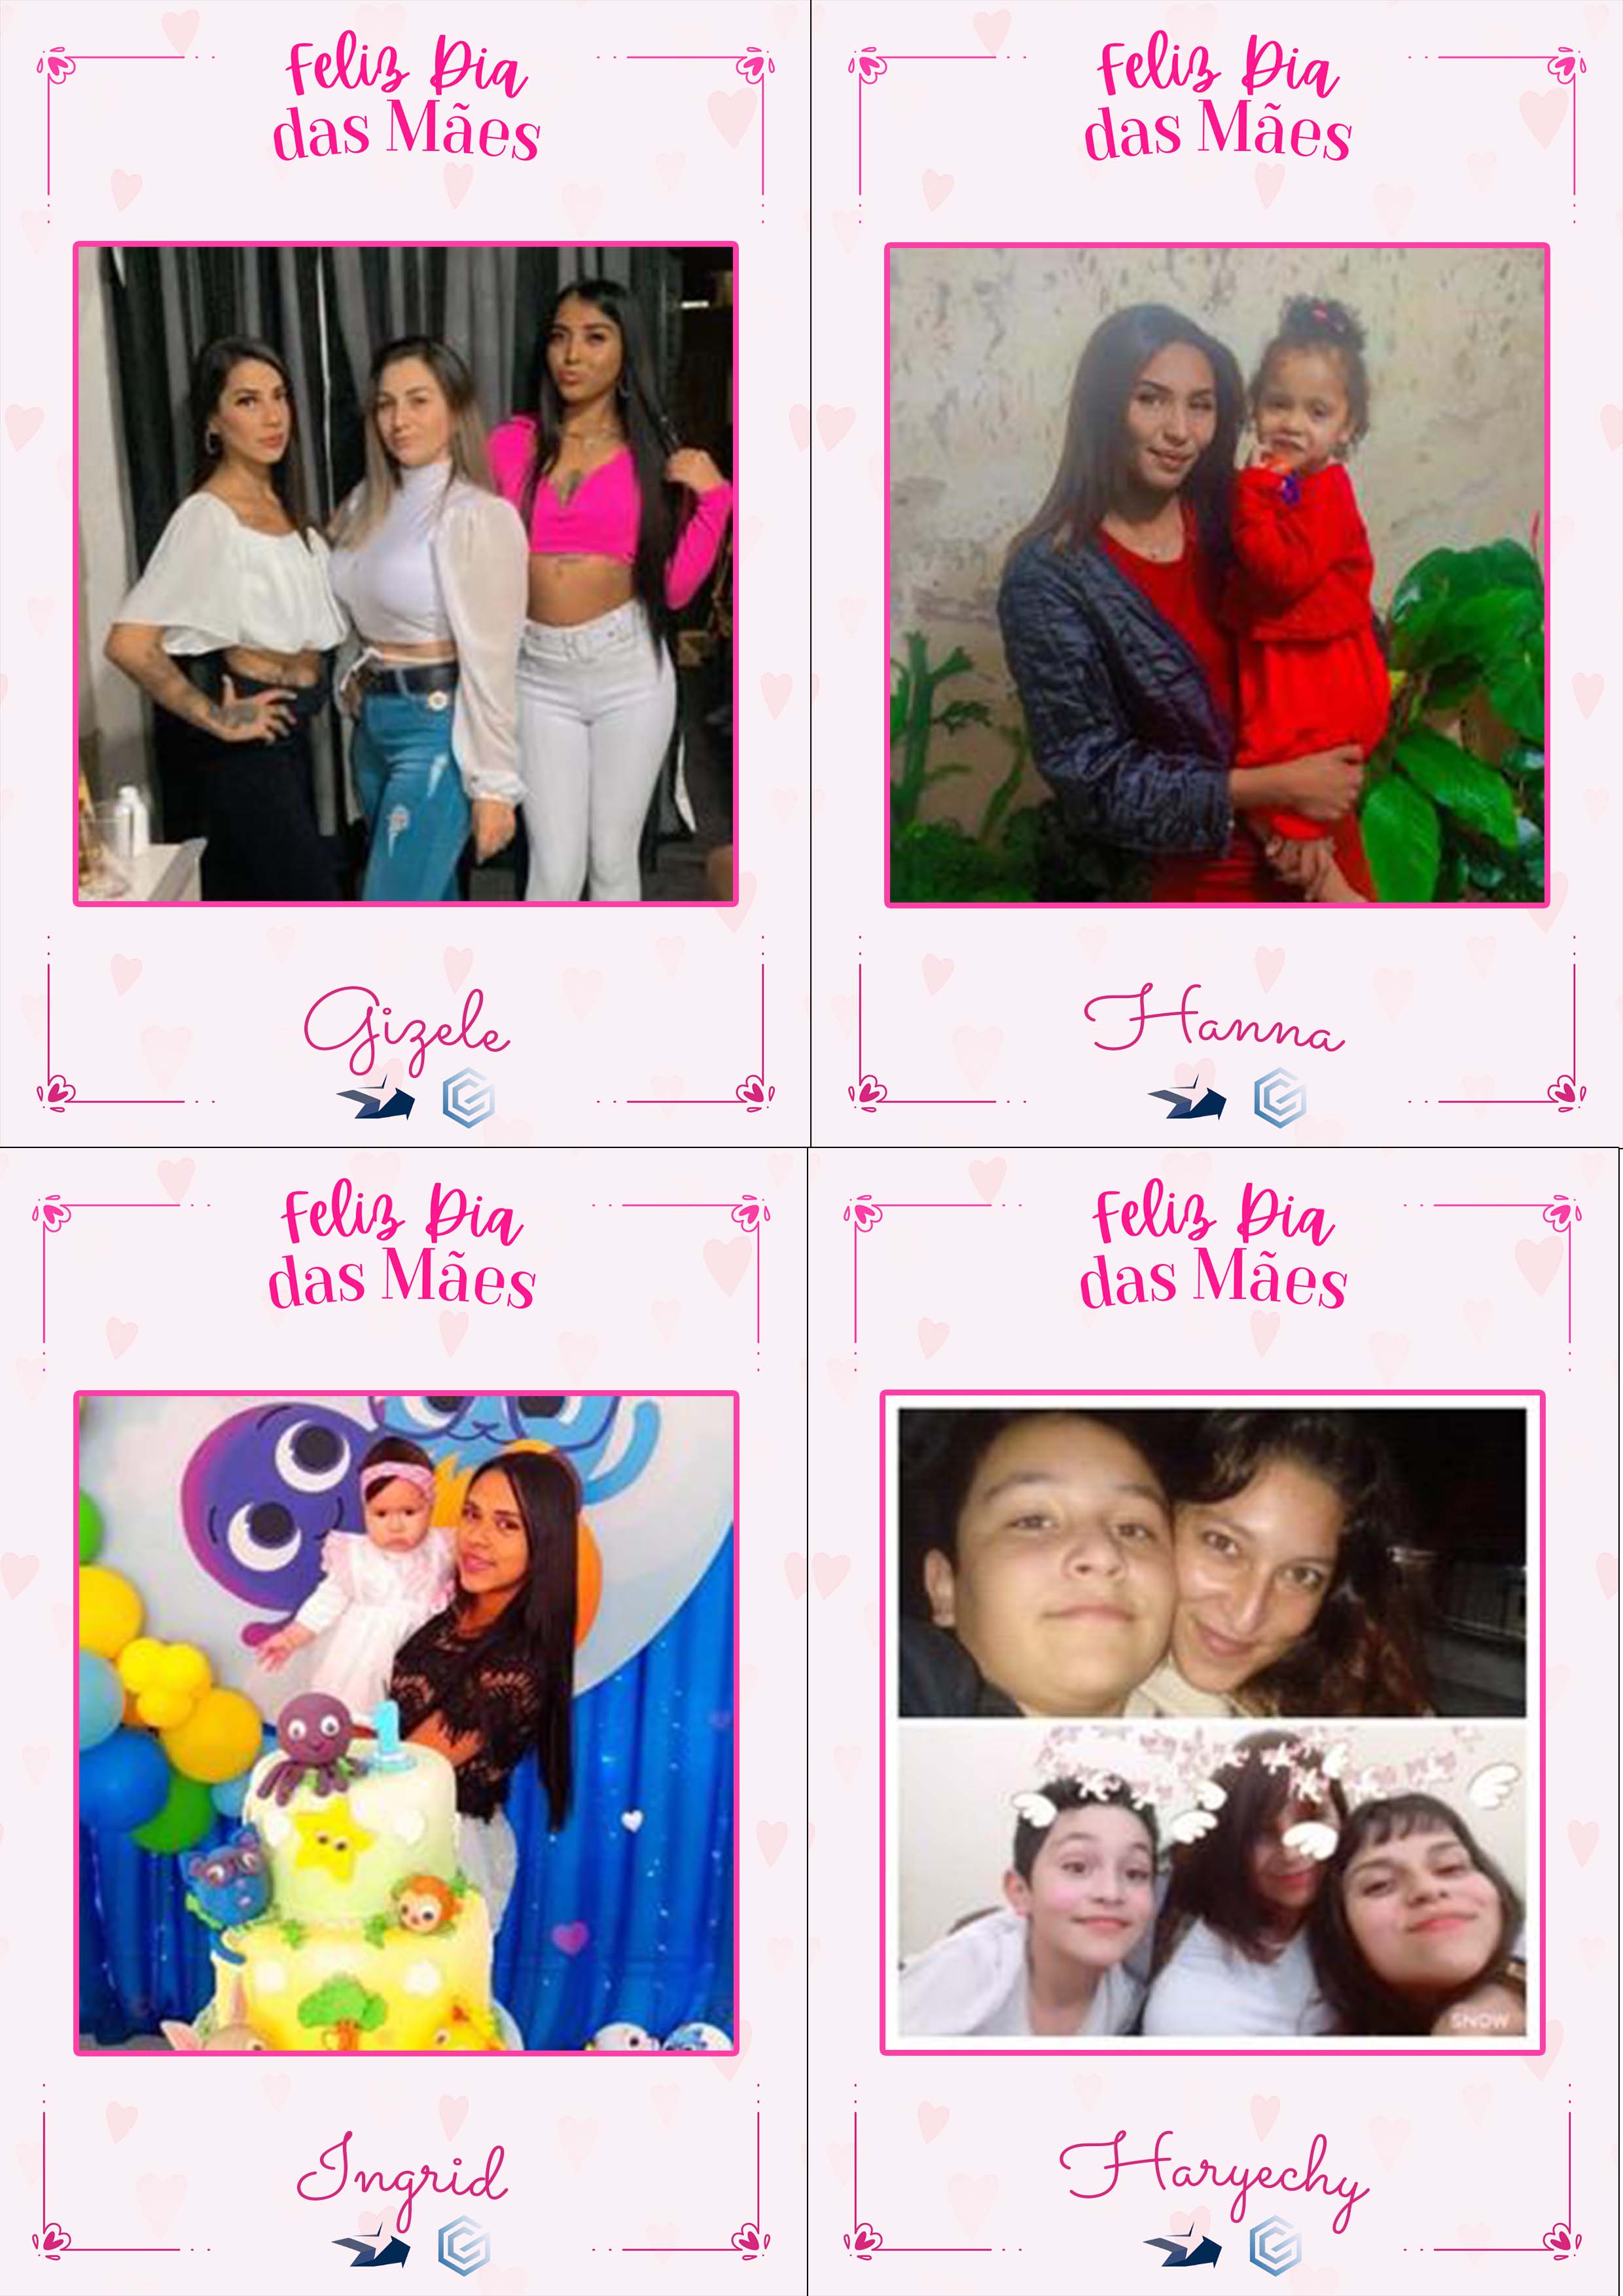 Feliz Dia
das Mães
Gizele
Feliz Dia
das Mães
Hanna
Feliz Dia
das Mães
1
Ingrid
Feliz Dia
das Mães
SNOW
Haryechy